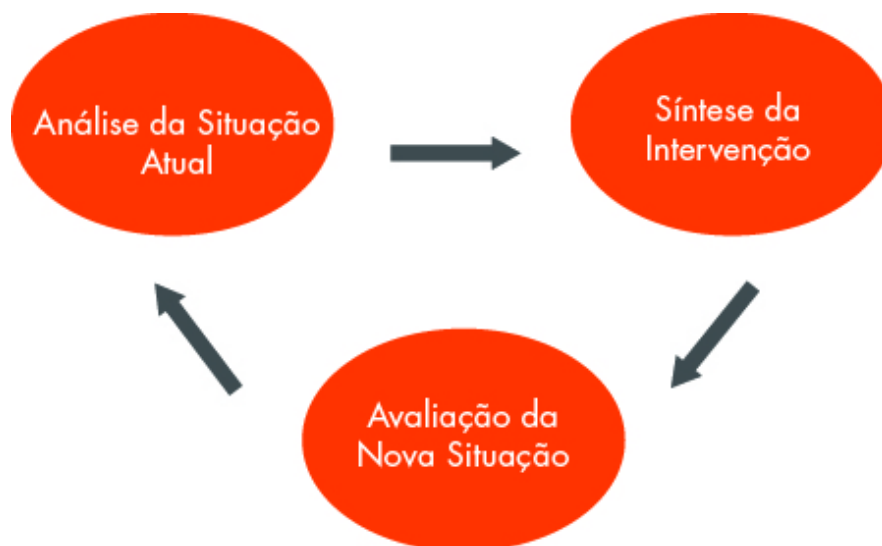 Análise da Situação
Atual
Síntese da
Intervenção
Avaliação da
Nova Situação